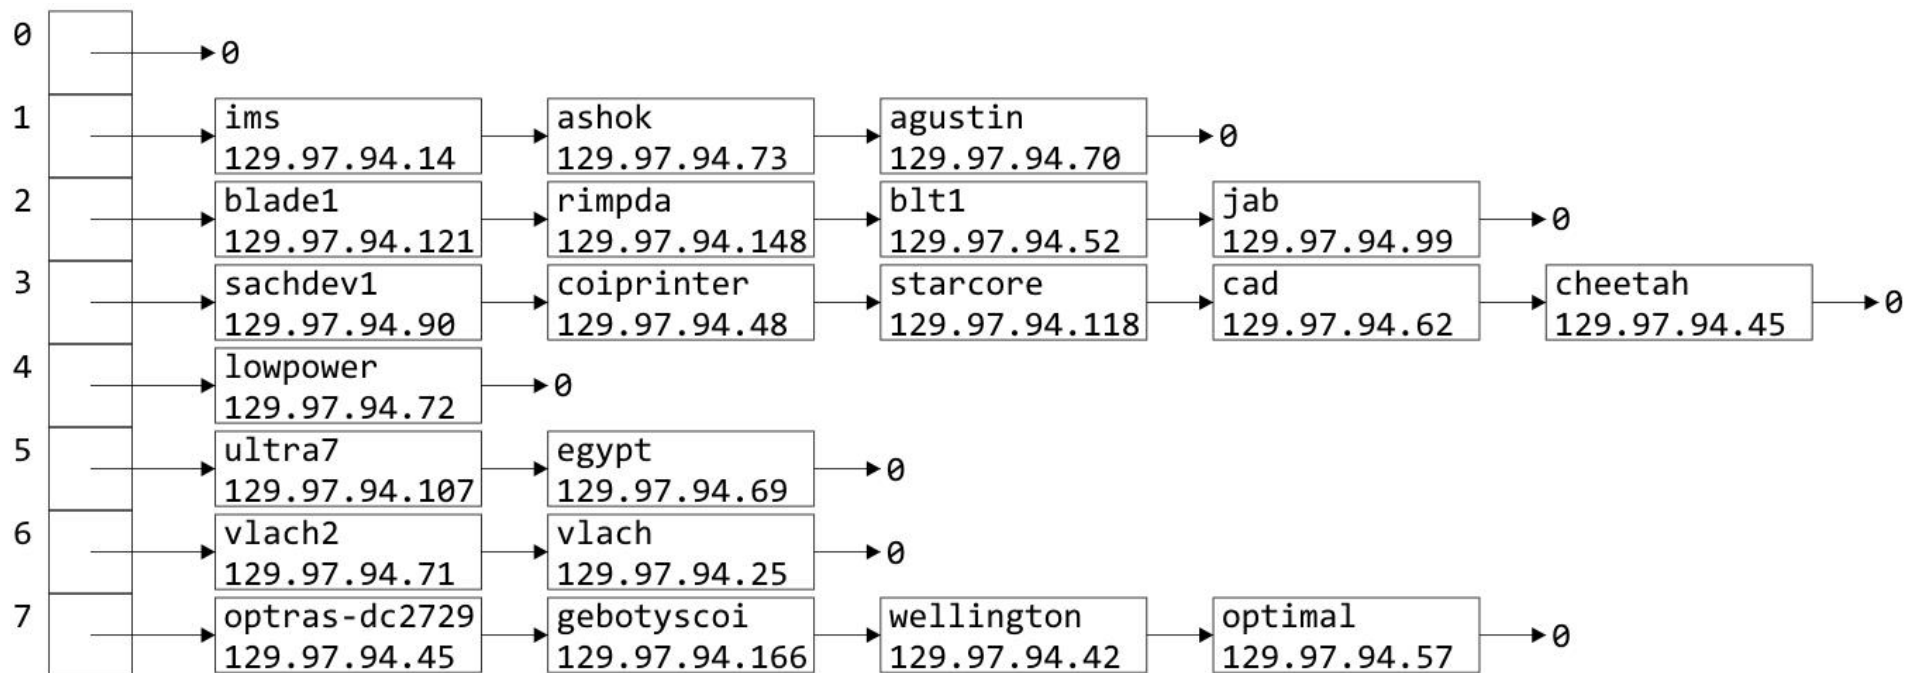 0
0
1
ims
129.97.94.14
ashok
129.97.94.73
agustin
129.97.94.70
0
2
blade1
129.97.94.121
rimpda
129.97.94.148
blt1
129.97.94.52
jab
129.97.94.99
0
3
sachdev1
129.97.94.90
coiprinter
129.97.94.48
starcore
129.97.94.118
cad
129.97.94.62
cheetah
129.97.94.45
0
4
lowpower
129.97.94.72
0
5
ultra7
129.97.94.107
egypt
129.97.94.69
0
6
vlach2
129.97.94.71
vlach
129.97.94.25
0
7
optras-dc2729
129.97.94.45
gebotyscoi
129.97.94.166
wellington
129.97.94.42
optimal
129.97.94.57
0